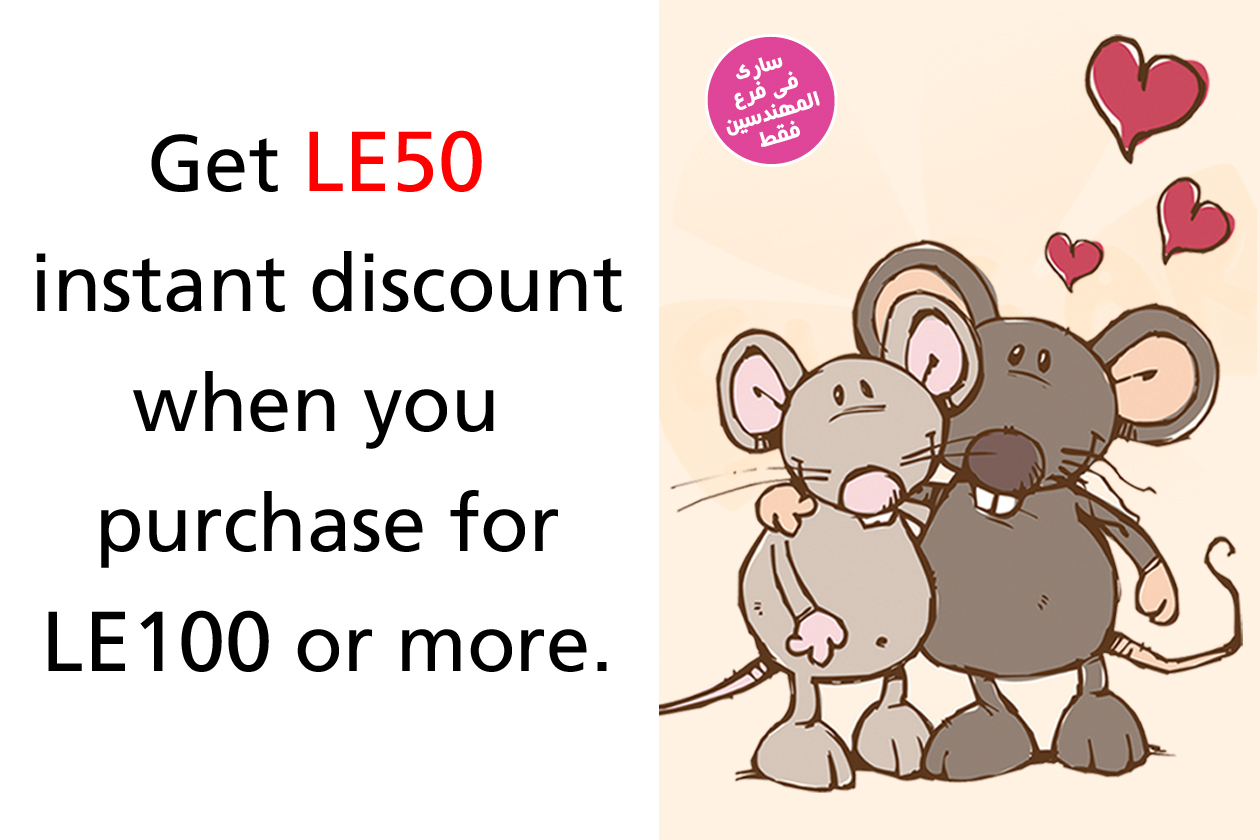 Get LE50
instant discount
when you
purchase for
LE100 or more.
سارى
فى فرع
المهندسين
فقط